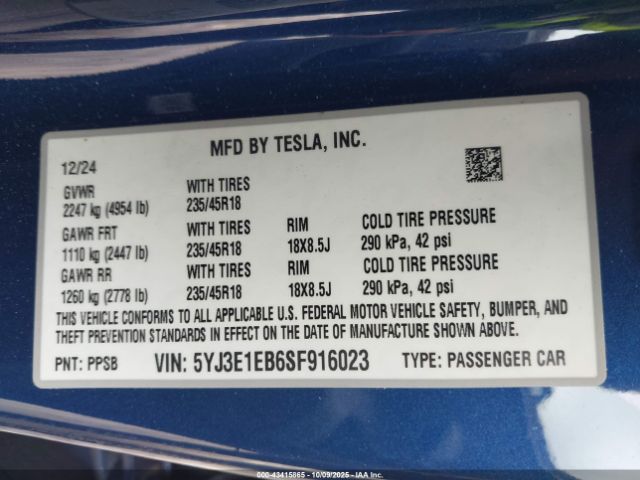 MFD BY TESLA, INC.
12/24
GVWR WITH TIRES
2247 kg (4954 lb) 235/45R18
GAWR FRT WITH TIRES RIM COLD TIRE PRESSURE
1110 kg (2447 lb) 235/45R18 18X8.5J 290 kPa, 42 psi
GAWR RR WITH TIRES RIM COLD TIRE PRESSURE
1260 kg (2778 lb) 235/45R18 18X8.5J 290 kPa, 42 psi
THIS VEHICLE CONFORMS TO ALL APPLICABLE U.S. FEDERAL MOTOR VEHICLE SAFETY, BUMPER, AND
THEFT PREVENTION STANDARDS IN EFFECT ON THE DATE OF MANUFACTURE SHOWN ABOVE.
PNT: PPSB VIN: 5YJ3E1EB6SF916023 TYPE: PASSENGER CAR
00-43415865 - 10/09/2025 - IAACA